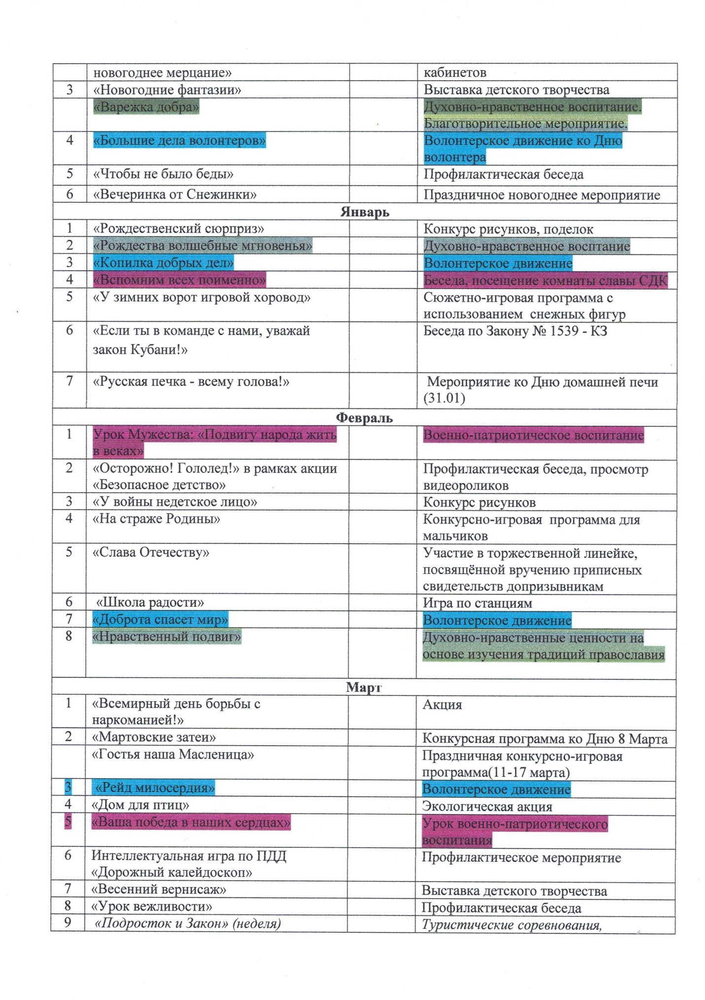 новогоднее мерцание» кабинетов
3 «Новогодние фантазии» Выставка детского творчества
«Варежка добра» Духовно-нравственное воспитание.
Благотворительное мероприятие.
4 «Большие дела волонтеров» Волонтерское движение ко Дню
волонтера
5 «Чтобы не было беды» Профилактическая беседа
6 «Вечеринка от Снежинки» Праздничное новогоднее мероприятие
Январь
1 «Рождественский сюрприз» Конкурс рисунков, поделок
2 «Рождества волшебные мгновенья» Духовно-нравственное восптание
3 «Копилка добрых дел» Волонтерское движение
4 «Вспомним всех поименно» Беседа, посещение комнаты славы СДК
5 «У зимних ворот игровой хоровод» Сюжетно-игровая программа с
использованием снежных фигур
6 «Если ты в команде с нами, уважай Беседа по Закону № 1539 - КЗ
закон Кубани!»
7 «Русская печка - всему голова!» Мероприятие ко Дню домашней печи
(31.01)
Февраль
1 Урок Мужества: «Подвигу народа жить Военно-патриотическое воспитание
в веках»
2 «Осторожно! Гололед!» в рамках акции Профилактическая беседа, просмотр
«Безопасное детство» видеороликов
3 «У войны недетское лицо» Конкурс рисунков
4 «На страже Родины» Конкурсно-игровая программа для
мальчиков
5 «Слава Отечеству» Участие в торжественной линейке,
посвящённой вручению приписных
свидетельств допризывникам
6 «Школа радости» Игра по станциям
7 «Доброта спасет мир» Волонтерское движение
8 «Нравственный подвиг» Духовно-нравственные ценности на
основе изучения традиций православия
Март
1 «Всемирный день борьбы с Акция
наркоманией!»
2 «Мартовские затеи» Конкурсная программа ко Дню 8 Марта
«Гостья наша Масленица» Праздничная конкурсно-игровая
программа(11-17 марта)
3 «Рейд милосердия» Волонтерское движение
4 «Дом для птиц» Экологическая акция
5 «Ваша победа в наших сердцах» Урок военно-патриотического
воспитания
6 Интеллектуальная игра по ПДД Профилактическое мероприятие
«Дорожный калейдоскоп»
7 «Весенний вернисаж» Выставка детского творчества
8 «Урок вежливости» Профилактическая беседа
9 «Подросток и Закон» (неделя) Туристические соревнования,